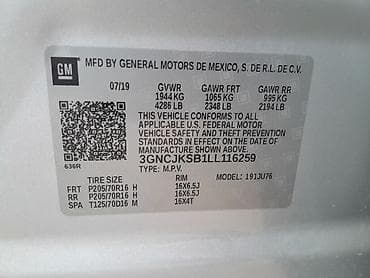 GM MFD BY GENERAL MOTORS DE MEXICO, S. DE R.L. DE C.V.
07/19 GVWR GAWR FRT GAWR RR
1944 KG 1065 KG 995 KG
4286 LB 2348 LB 2194 LB
THIS VEHICLE CONFORMS TO ALL
APPLICABLE U.S. FEDERAL MOTOR
VEHICLE SAFETY, BUMPER, AND THEFT PREVENTION
STANDARDS IN EFFECT ON THE DATE OF
MANUFACTURE SHOWN ABOVE.
3GNCJKSB1LL116259
636R TYPE: M.P.V. MODEL: 191JU76
RIM
FRT P205/70R16 H 16X6.5J
RR P205/70R16 H 16X6.5J
SPA T125/70D16 M 16X4T